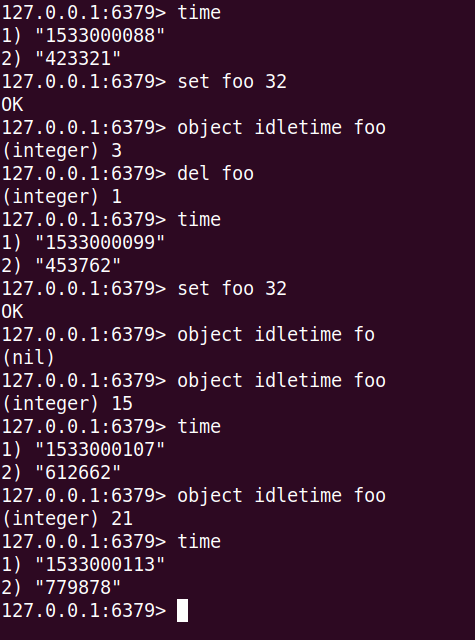 127.0.0.1:6379> time
1) "1533000088"
2) "423321"
127.0.0.1:6379> set foo 32
OK
127.0.0.1:6379> object idletime foo
(integer) 3
127.0.0.1:6379> del foo
(integer) 1
127.0.0.1:6379> time
1) "1533000099"
2) "453762"
127.0.0.1:6379> set foo 32
OK
127.0.0.1:6379> object idletime fo
(nil)
127.0.0.1:6379> object idletime foo
(integer) 15
127.0.0.1:6379> time
1) "1533000107"
2) "612662"
127.0.0.1:6379> object idletime foo
(integer) 21
127.0.0.1:6379> time
1) "1533000113"
2) "779878"
127.0.0.1:6379>